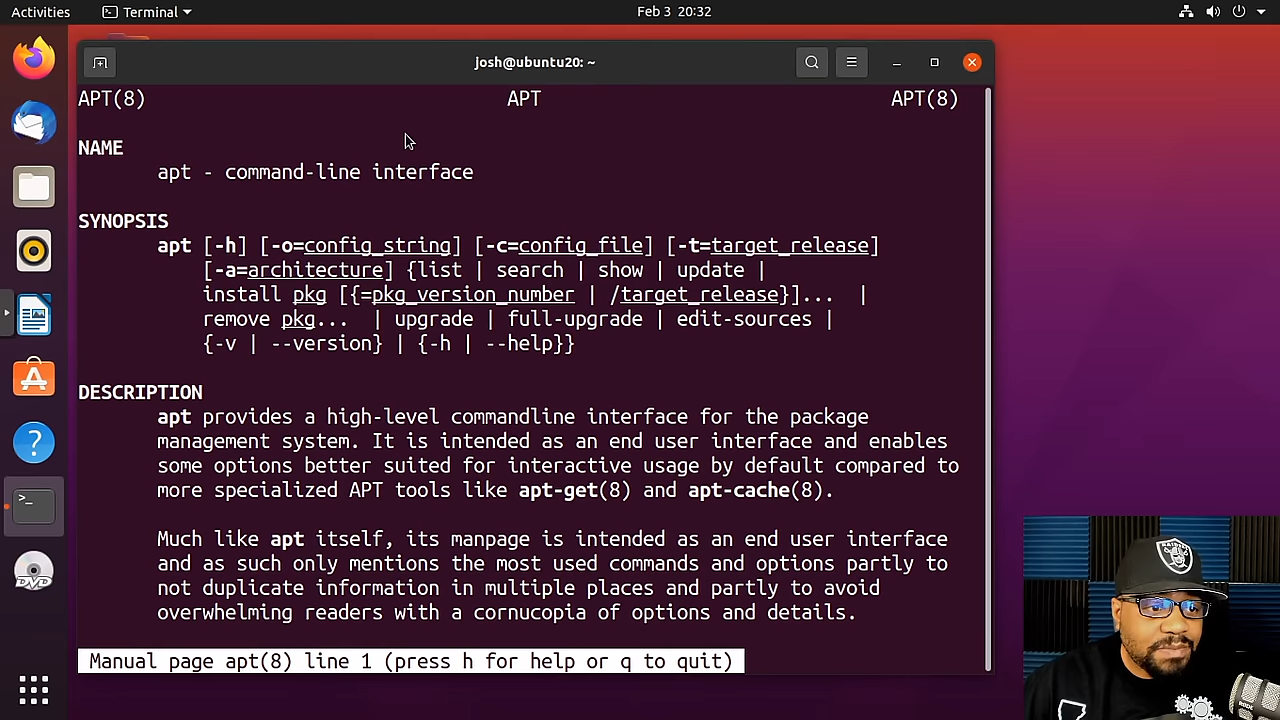 Activities Terminal Feb 3 20:32
josh@ubuntu20: ~
APT(8) APT APT(8)
NAME
apt - command-line interface
SYNOPSIS
apt [-h] [-o=config_string] [-c=config_file] [-t=target_release]
[-a=architecture] {list | search | show | update |
install pkg [{=pkg_version_number | /target_release}]... |
remove pkg... | upgrade | full-upgrade | edit-sources |
{-v | --version} | {-h | --help}}
DESCRIPTION
apt provides a high-level commandline interface for the package
management system. It is intended as an end user interface and enables
some options better suited for interactive usage by default compared to
more specialized APT tools like apt-get(8) and apt-cache(8).
Much like apt itself, its manpage is intended as an end user interface
and as such only mentions the most used commands and options partly to
not duplicate information in multiple places and partly to avoid
overwhelming readers with a cornucopia of options and details.
Manual page apt(8) line 1 (press h for help or q to quit)
DVD
RAIDERS
RODE